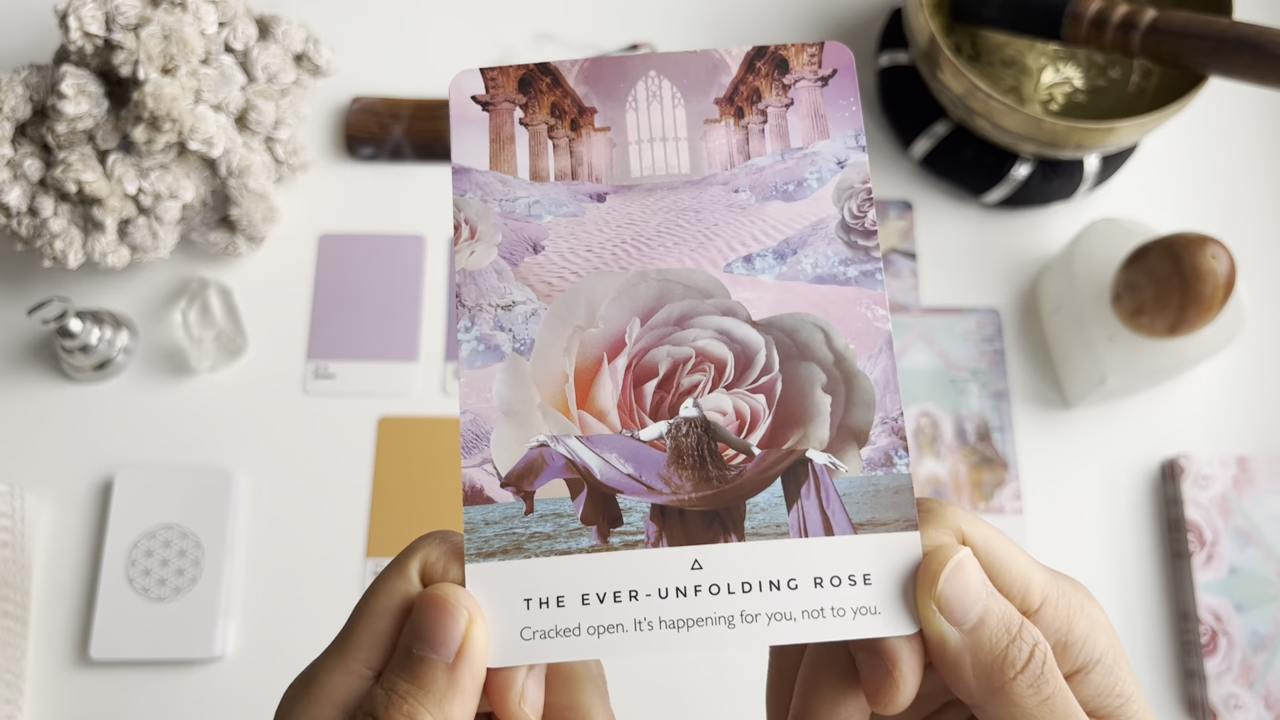 THE EVER-UNFOLDING ROSE
Cracked open. It's happening for you, not to you.